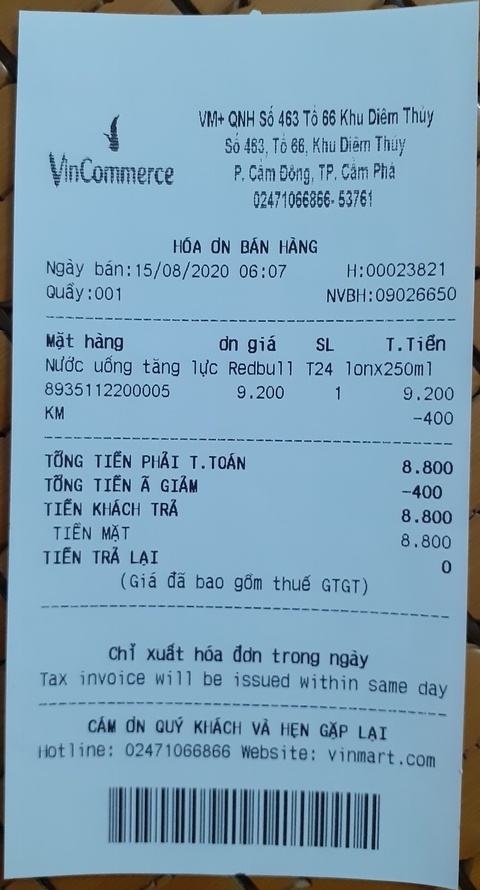 VinCommerce
VM+ QNH Số 463 Tổ 66 Khu Diêm Thủy
Số 463, Tổ 66, Khu Diêm Thủy
P. Cẩm Đông, TP. Cẩm Phả
02471066866- 53761
HÓA ƠN BÁN HÀNG
Ngày bán:15/08/2020 06:07 H:00023821
Quầy:001 NVBH:09026650
Mặt hàng ơn giá SL T.Tiền
Nước uống tăng lực Redbull T24 lonx250ml
8935112200005 9.200 1 9.200
KM -400
TỔNG TIỀN PHẢI T.TOÁN 8.800
TỔNG TIỀN Ã GIẢM -400
TIỀN KHÁCH TRẢ 8.800
TIỀN MẶT 8.800
TIỀN TRẢ LẠI 0
(Giá đã bao gồm thuế GTGT)
Chỉ xuất hóa đơn trong ngày
Tax invoice will be issued within same day
CẢM ƠN QUÝ KHÁCH VÀ HẸN GẶP LẠI
Hotline: 02471066866 Website: vinmart.com